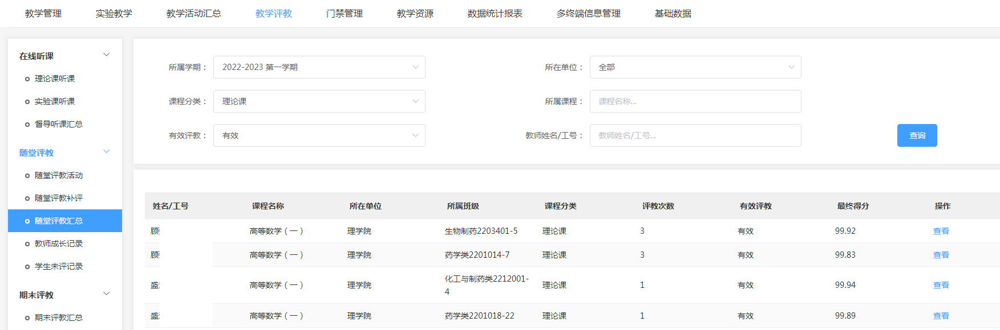 教学管理 实验教学 教学活动汇总 教学评教 门禁管理 教学资源 数据统计报表 多终端信息管理 基础数据
在线听课
理论课听课
实验课听课
督导听课汇总
随堂评教
随堂评教活动
随堂评教补评
随堂评教汇总
教师成长记录
学生未评记录
期末评教
期末评教汇总
所属学期： 2022-2023 第一学期 所在单位： 全部
课程分类： 理论课 所属课程： 课程名称...
有效评教： 有效 教师姓名/工号： 教师姓名/工号... 查询
姓名/工号 课程名称 所在单位 所属班级 课程分类 评教次数 有效评教 最终得分 操作
顾 高等数学（一） 理学院 生物制药2203401-5 理论课 3 有效 99.92 查看
顾 高等数学（一） 理学院 药学类2201014-7 理论课 3 有效 99.83 查看
盛 高等数学（一） 理学院 化工与制药类2212001-4 理论课 1 有效 99.94 查看
盛 高等数学（一） 理学院 药学类2201018-22 理论课 1 有效 99.89 查看